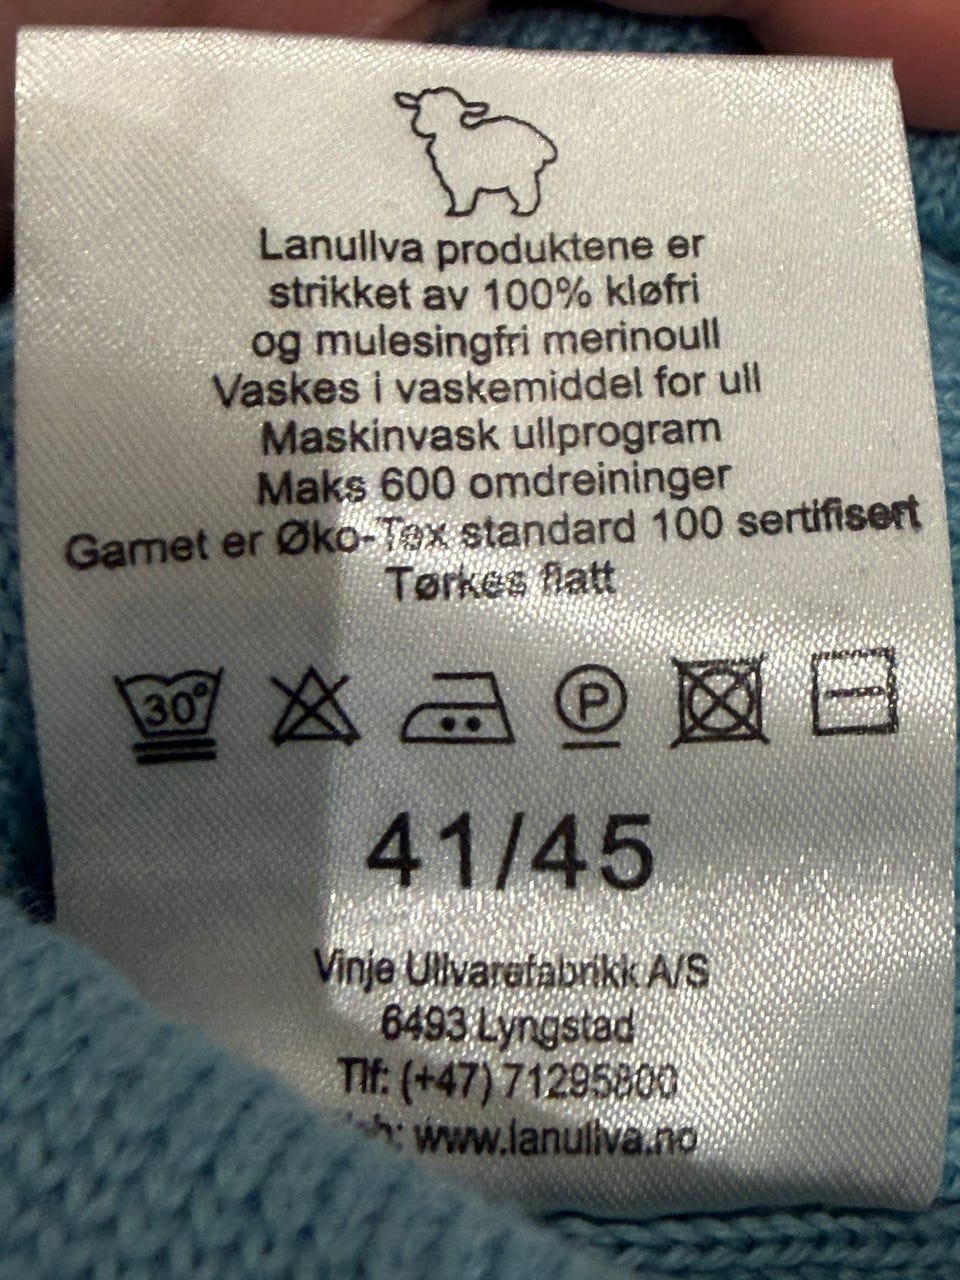 Lanullva produktene er
strikket av 100% kløfri
og mulesingfri merinoull
Vaskes i vaskemiddel for ull
Maskinvask ullprogram
Maks 600 omdreininger
Garnet er Øko-Tex standard 100 sertifisert
Tørkes flatt
30° P
41/45
Vinje Ullvarefabrikk A/S
6493 Lyngstad
Tlf: (+47) 71295800
www.lanullva.no